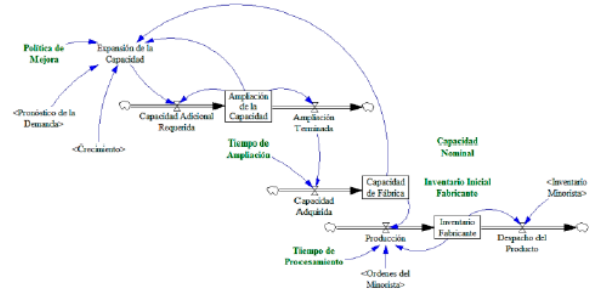 Política de
Mejora
Expansión de la
Capacidad
<Pronóstico de la
Demanda>
<Crecimiento>
Capacidad Adicional
Requerida
Ampliación
de la
Capacidad
Ampliación
Terminada
Tiempo de
Ampliación
Capacidad
Nominal
Capacidad
Adquirida
Capacidad
de Fábrica
Inventario Inicial
Fabricante
<Inventario
Minorista>
Producción
Inventario
Fabricante
Despacho del
Producto
Tiempo de
Procesamiento
<Ordenes del
Minorista>